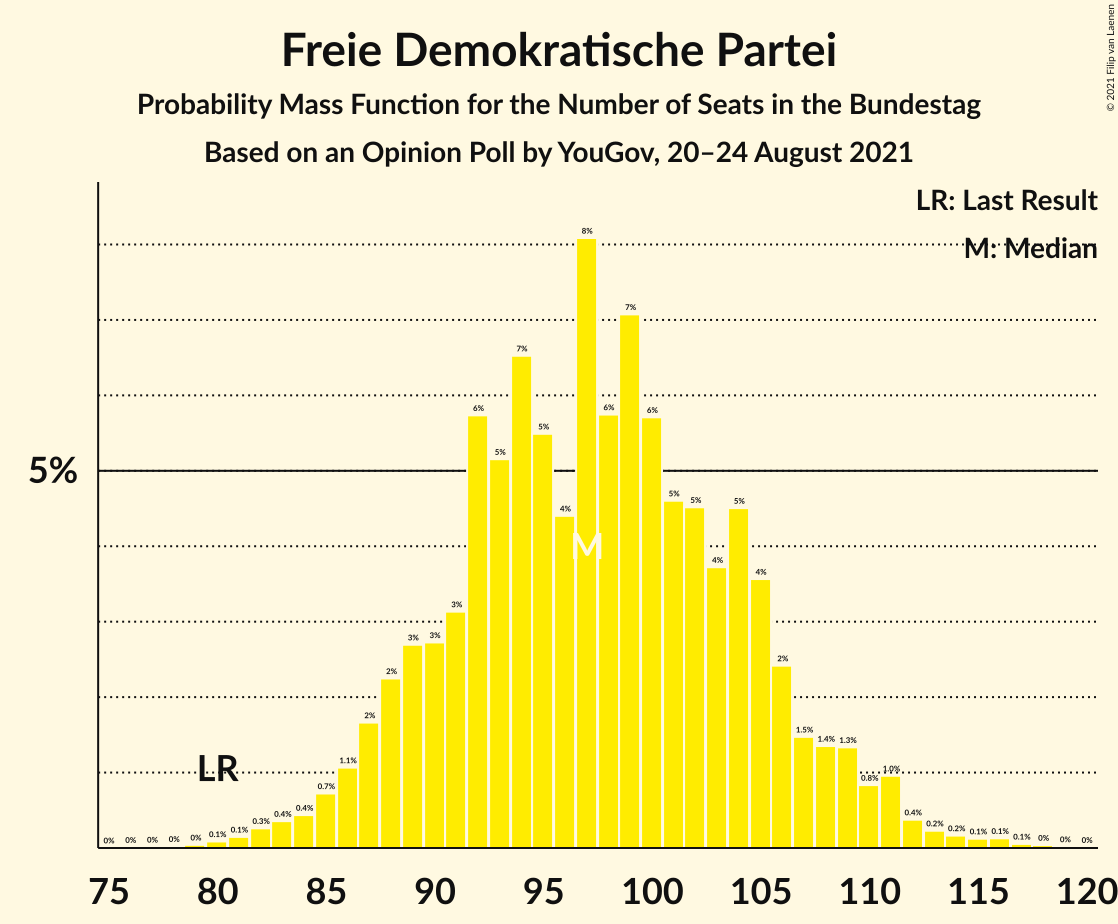 Freie Demokratische Partei
Probability Mass Function for the Number of Seats in the Bundestag
Based on an Opinion Poll by YouGov, 20–24 August 2021
© 2021 Filip van Laenen
LR: Last Result
M: Median
5%
0% 0% 0% 0% 0% 0.1% 0.1% 0.3% 0.4% 0.4% 0.7% 1.1% 2% 2% 3% 3% 3% 6% 5% 7% 5% 4% 8% 6% 7% 6% 5% 5% 4% 5% 4% 2% 1.5% 1.4% 1.3% 0.8% 1.0% 0.4% 0.2% 0.2% 0.1% 0.1% 0.1% 0% 0% 0%
M
LR
75 80 85 90 95 100 105 110 115 120